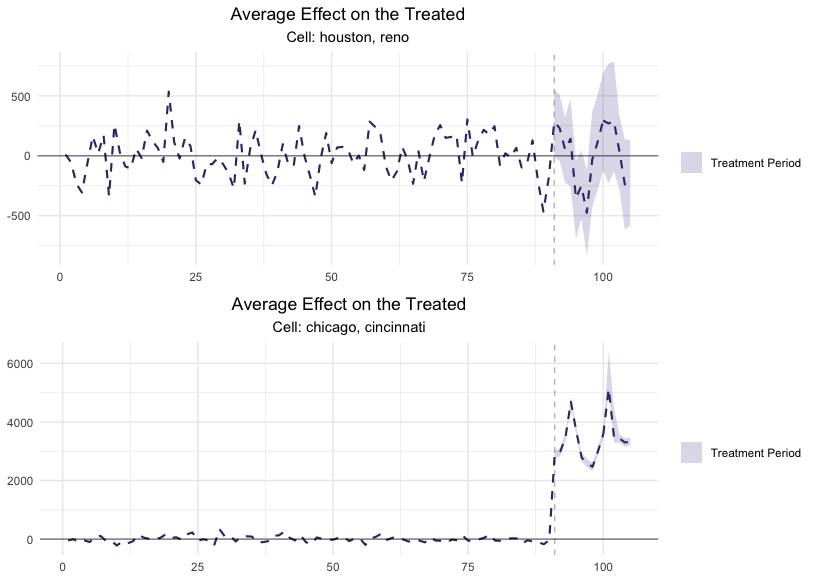 Average Effect on the Treated
Cell: houston, reno
500
0
-500
0 25 50 75 100
Treatment Period
Average Effect on the Treated
Cell: chicago, cincinnati
6000
4000
2000
0
0 25 50 75 100
Treatment Period